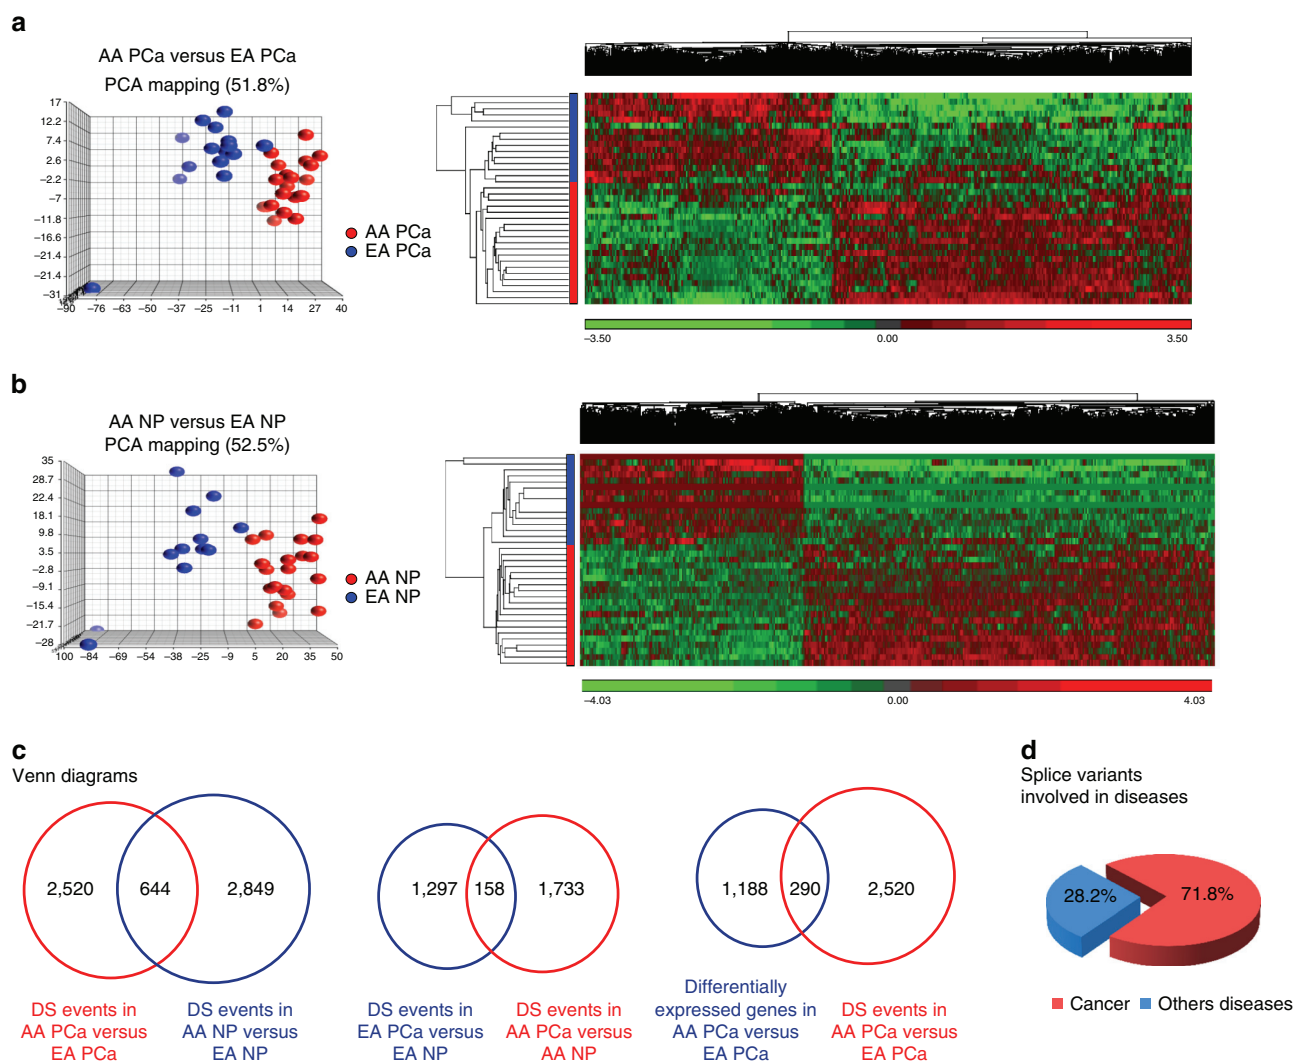 a
AA PCa versus EA PCa
PCA mapping (51.8%)
17
12.2
7.4
2.6
−2.2
−7
−11.8
−16.6
−21.4
−21.4
−31
−90 −76 −63 −50 −37 −25 −11 1 14 27 40
AA PCa
EA PCa
−3.50 0.00 3.50
b
AA NP versus EA NP
PCA mapping (52.5%)
35
28.7
22.4
18.1
9.8
3.5
−2.8
−9.1
−15.4
−21.7
−28
100 −84 −69 −54 −38 −25 −9 5 20 35 50
AA NP
EA NP
−4.03 0.00 4.03
c
Venn diagrams
2,520 644 2,849
DS events in
AA PCa versus
EA PCa
DS events in
AA NP versus
EA NP
1,297 158 1,733
DS events in
EA PCa versus
EA NP
DS events in
AA PCa versus
AA NP
1,188 290 2,520
Differentially
expressed genes in
AA PCa versus
EA PCa
DS events in
AA PCa versus
EA PCa
d
Splice variants
involved in diseases
28.2% 71.8%
Cancer Others diseases